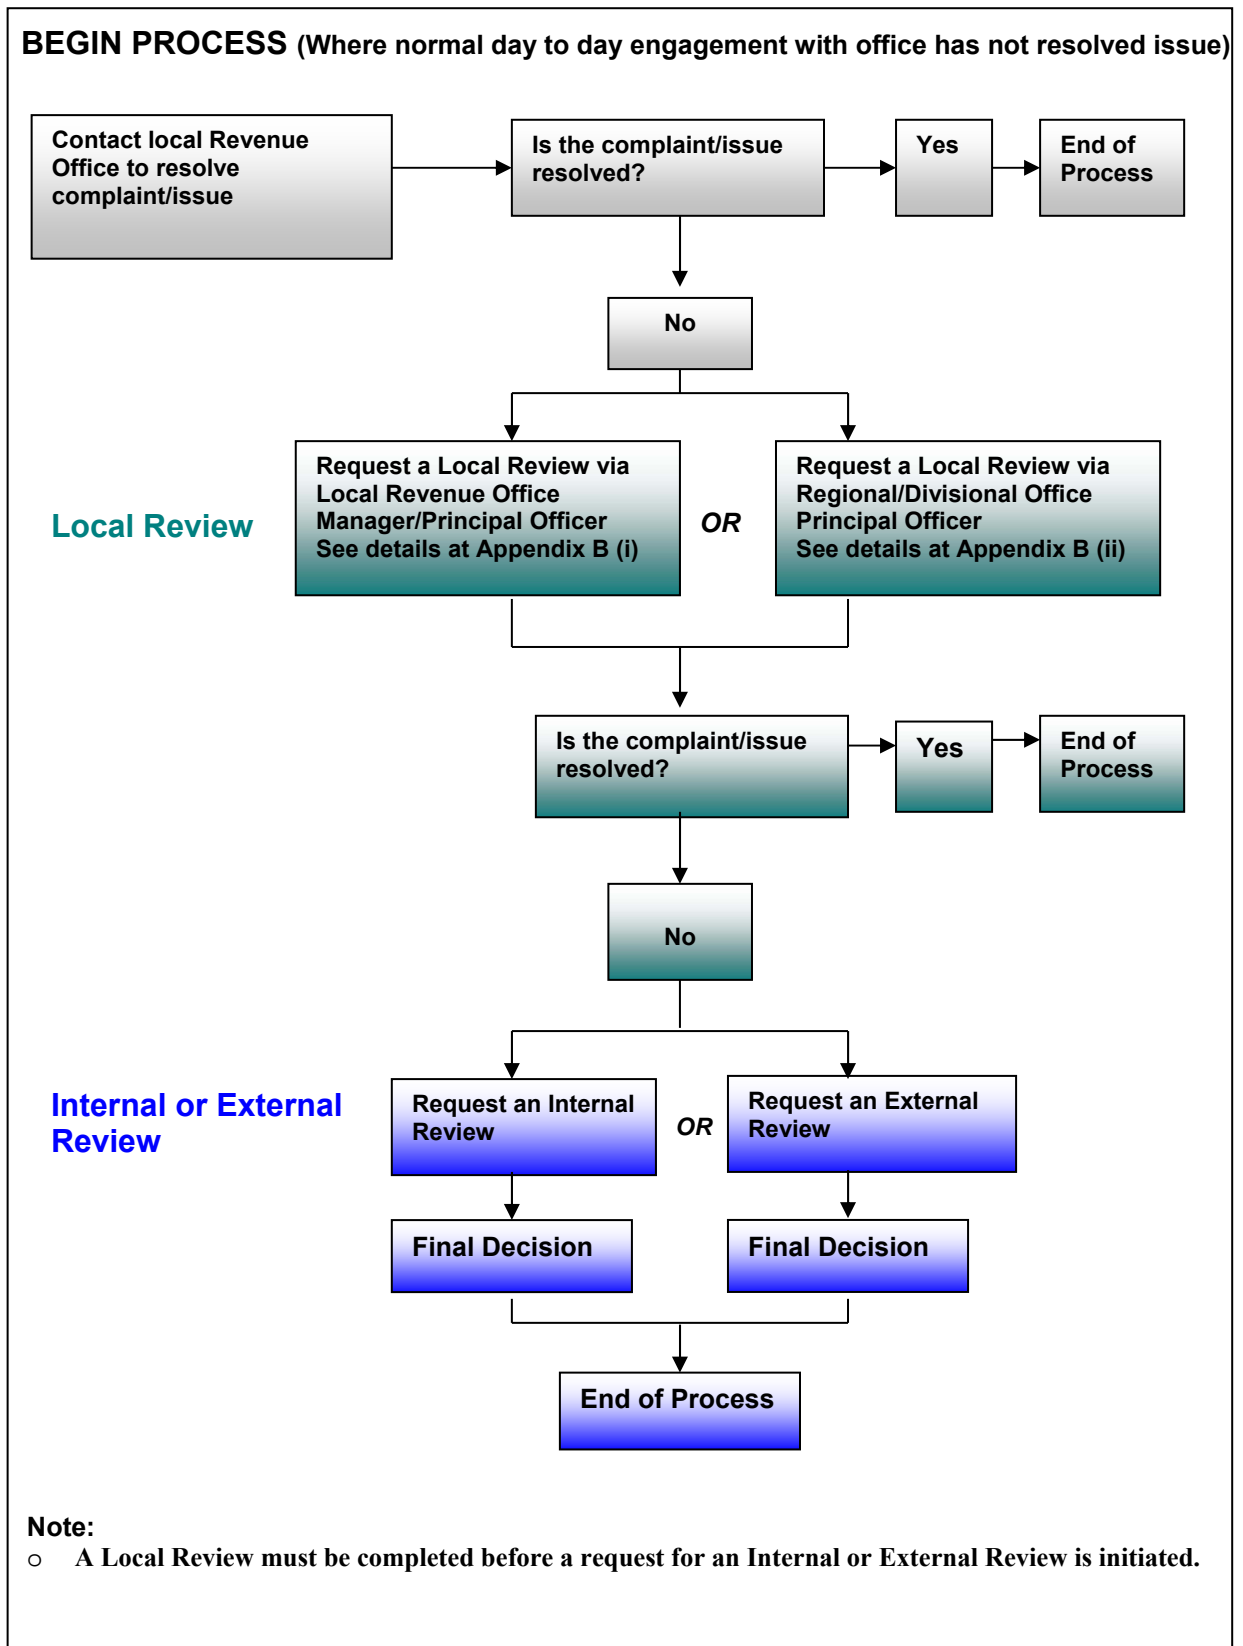 BEGIN PROCESS (Where normal day to day engagement with office has not resolved issue)
Contact local Revenue
Office to resolve
complaint/issue
Is the complaint/issue
resolved?
Yes
End of
Process
No
Local Review
Request a Local Review via
Local Revenue Office
Manager/Principal Officer
See details at Appendix B (i)
OR
Request a Local Review via
Regional/Divisional Office
Principal Officer
See details at Appendix B (ii)
Is the complaint/issue
resolved?
Yes
End of
Process
No
Internal or External
Review
Request an Internal
Review
OR
Request an External
Review
Final Decision
Final Decision
End of Process
Note:
o A Local Review must be completed before a request for an Internal or External Review is initiated.